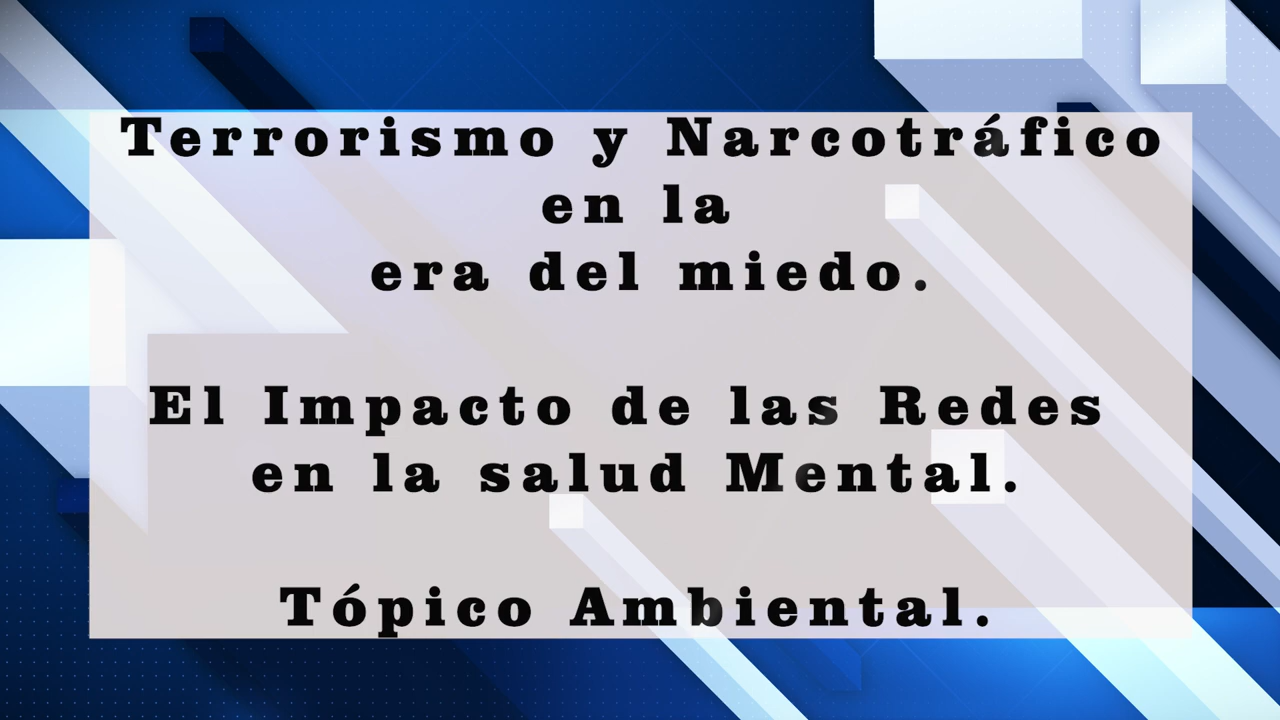 Terrorismo y Narcotráfico
en la
era del miedo.
El Impacto de las Redes
en la salud Mental.
Tópico Ambiental.